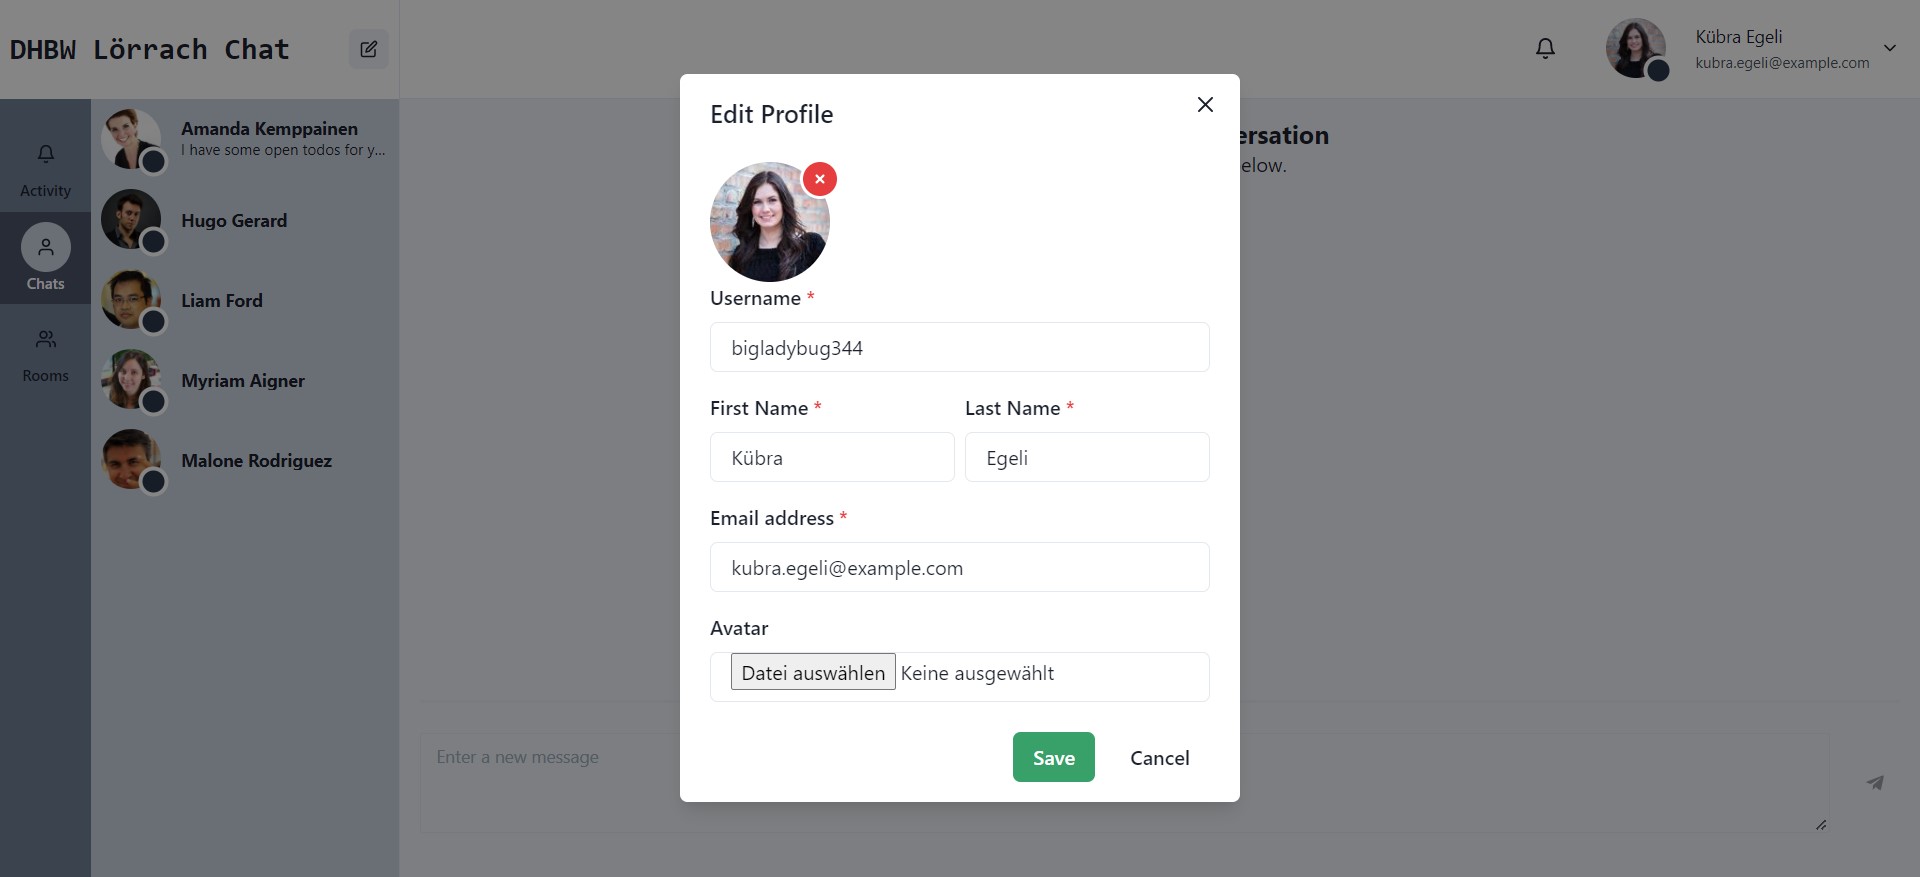 DHBW Lörrach Chat
Kübra Egeli
kubra.egeli@example.com
Activity
Chats
Rooms
Amanda Kemppainen
I have some open todos for y...
Hugo Gerard
Liam Ford
Myriam Aigner
Malone Rodriguez
ersation
elow.
Enter a new message
Edit Profile
Username *
bigladybug344
First Name * Last Name *
Kübra Egeli
Email address *
kubra.egeli@example.com
Avatar
Datei auswählen Keine ausgewählt
Save Cancel